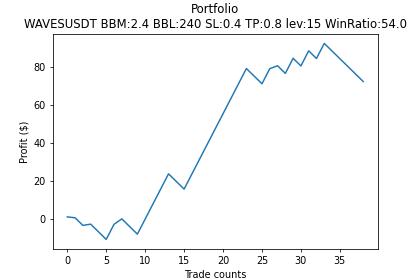 Portfolio
WAVESUSDT BBM:2.4 BBL:240 SL:0.4 TP:0.8 lev:15 WinRatio:54.0
80
60
40
20
0
Profit ($)
0 5 10 15 20 25 30 35
Trade counts